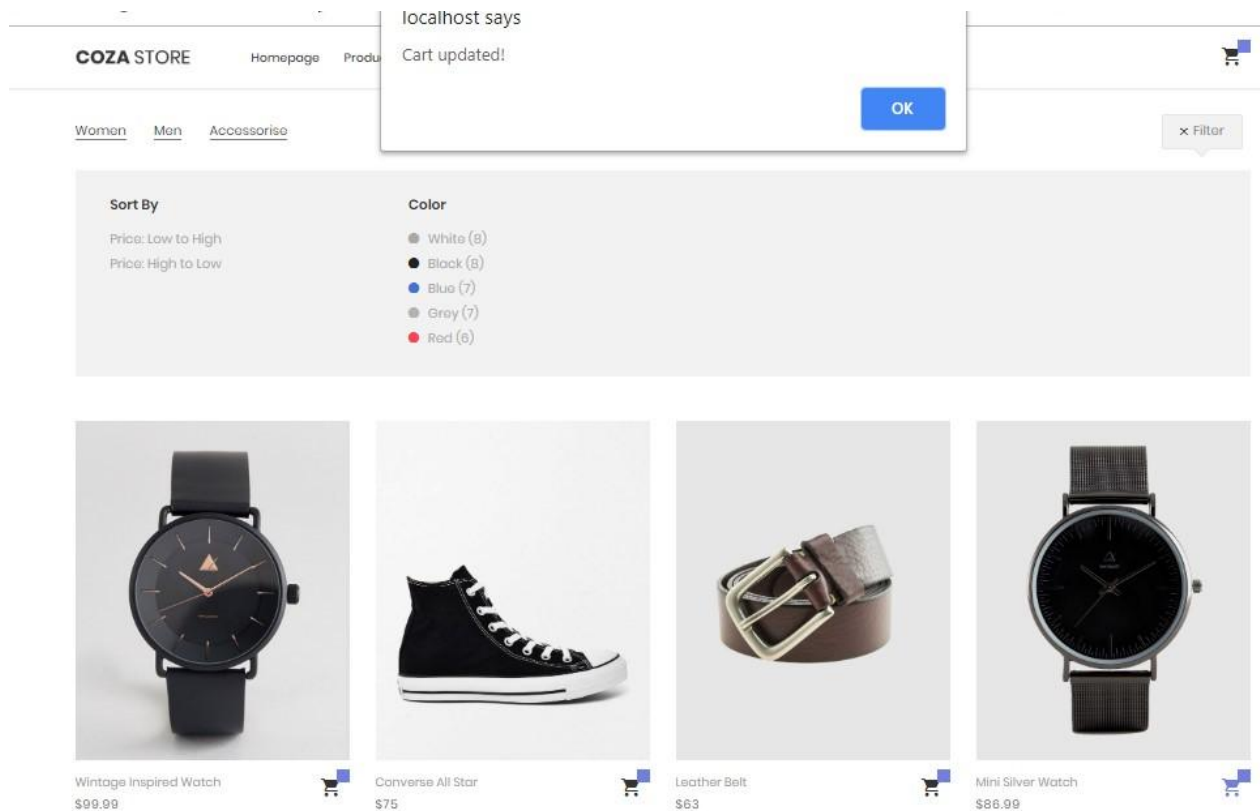 localhost says
Cart updated!
OK
COZA STORE
Homepage
Produ
Women
Men
Accessorise
× Filter
Sort By
Price: Low to High
Price: High to Low
Color
White (8)
Black (8)
Blue (7)
Grey (7)
Red (6)
Wintage Inspired Watch
$99.99
Converse All Star
$75
Leather Belt
$63
Mini Silver Watch
$86.99